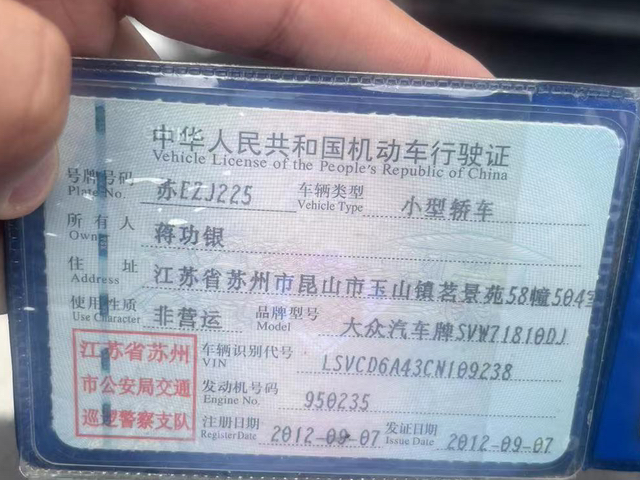 中华人民共和国机动车行驶证
Vehicle License of the People's Republic of China
号牌号码 Plate No. 苏EZJ225 车辆类型 Vehicle Type 小型轿车
所有人 Owner 蒋功银
住址 Address 江苏省苏州市昆山市玉山镇茗景苑58幢504室
使用性质 Use Character 非营运 品牌型号 Model 大众汽车牌SVW71810DJ
江苏省苏州
市公安局交通
巡逻警察支队
车辆识别代号 VIN LSVCD6A43CN109238
发动机号码 Engine No. 950235
注册日期 Register Date 2012-09-07 发证日期 Issue Date 2012-09-07